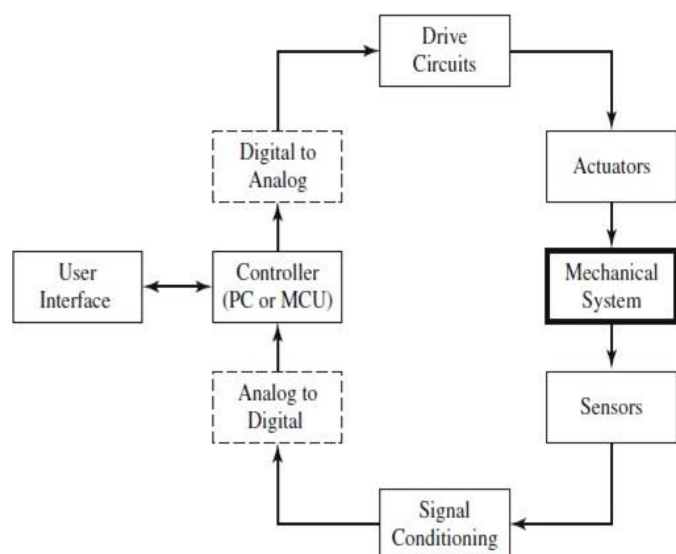 Drive
Circuits
Digital to
Analog
Actuators
User
Interface
Controller
(PC or MCU)
Mechanical
System
Analog to
Digital
Sensors
Signal
Conditioning